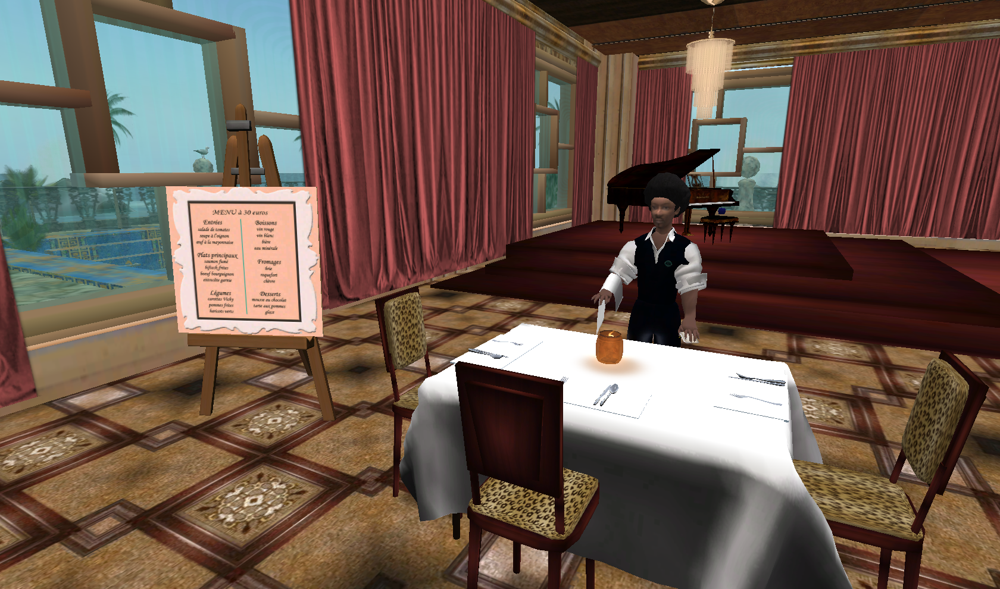 MENU à 30 euros
Entrées
salade de tomates
soupe à l'oignon
œuf à la mayonnaise
Plats principaux
saumon fumé
bifteck frites
boeuf bourguignon
entrecôte garnie
Légumes
carottes Vichy
pommes frites
haricots verts
Boissons
vin rouge
vin blanc
bière
eau minérale
Fromages
brie
roquefort
chèvre
Desserts
mousse au chocolat
tarte aux pommes
glace